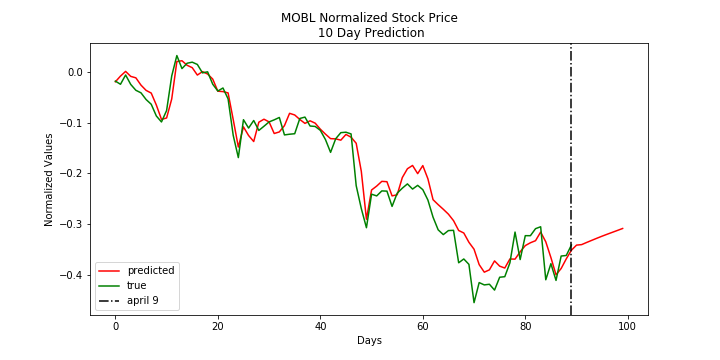 MOBL Normalized Stock Price
10 Day Prediction
Normalized Values
0.0
−0.1
−0.2
−0.3
−0.4
predicted
true
april 9
0
20
40
60
80
100
Days